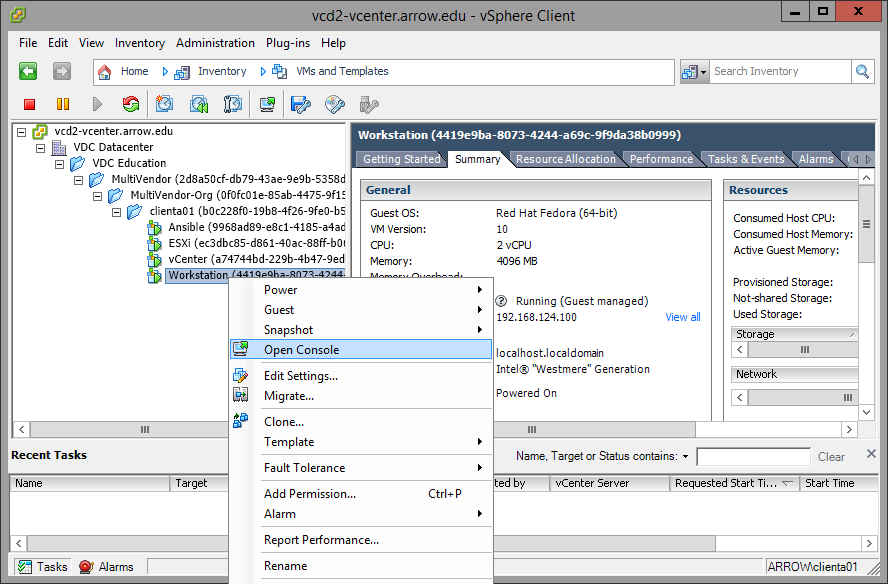 vcd2-vcenter.arrow.edu - vSphere Client
File Edit View Inventory Administration Plug-ins Help
Home Inventory VMs and Templates Search Inventory
vcd2-vcenter.arrow.edu
VDC Datacenter
VDC Education
MultiVendor (2d8a50cf-db79-43ae-9e9b-5358d
MultiVendor-Org (0f0fc01e-85ab-4475-9f15
clienta01 (b0c228f0-19b8-4f26-9fe0-b5
Ansible (9968ad89-e8c1-4185-a4ad
ESXi (ec3dbc85-d861-40ac-88ff-b0
vCenter (a74744bd-229b-4b47-9ed
Workstation (4419e9ba-8073-4244-
Workstation (4419e9ba-8073-4244-a69c-9f9da38b0999)
Getting Started Summary Resource Allocation Performance Tasks & Events Alarms
General
Guest OS: Red Hat Fedora (64-bit)
VM Version: 10
CPU: 2 vCPU
Memory: 4096 MB
Memory Overhead:
Running (Guest managed)
192.168.124.100 View all
localhost.localdomain
Intel® "Westmere" Generation
Powered On
Resources
Consumed Host CPU:
Consumed Host Memory:
Active Guest Memory:
Provisioned Storage:
Not-shared Storage:
Used Storage:
Storage
Network
Power
Guest
Snapshot
Open Console
Edit Settings...
Migrate...
Clone...
Template
Fault Tolerance
Add Permission... Ctrl+P
Alarm
Report Performance...
Rename
Recent Tasks
Name, Target or Status contains: Clear
Name Target ted by vCenter Server Requested Start Ti... Start Time
Tasks Alarms ARROW\clienta01